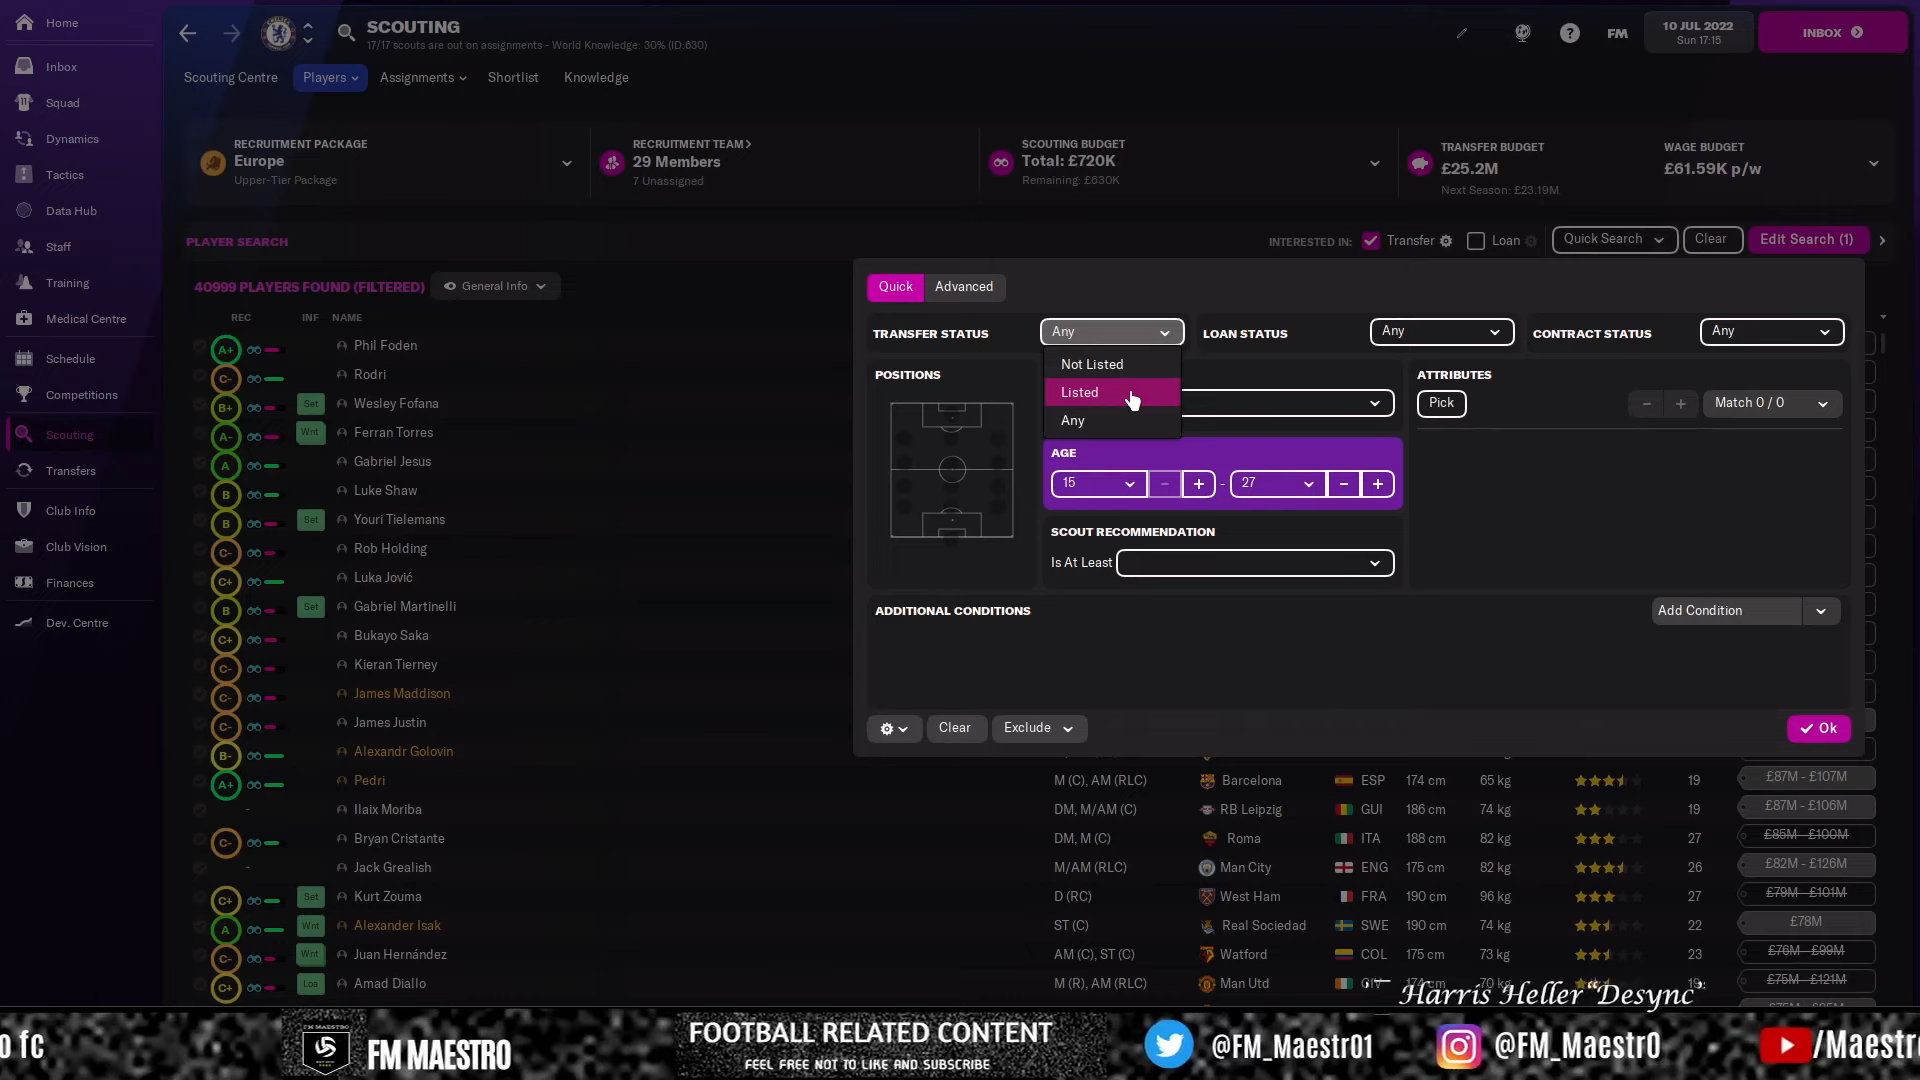 Home
SCOUTING
17/17 scouts are out on assignments - World Knowledge: 30% (ID:630)
FM
10 JUL 2022
Sun 17:15
INBOX
Inbox
Squad
Dynamics
Tactics
Data Hub
Staff
Training
Medical Centre
Schedule
Competitions
Scouting
Transfers
Club Info
Club Vision
Finances
Dev. Centre
Scouting Centre
Players
Assignments
Shortlist
Knowledge
RECRUITMENT PACKAGE
Europe
Upper-Tier Package
RECRUITMENT TEAM>
29 Members
7 Unassigned
SCOUTING BUDGET
Total: £720K
Remaining: £630K
TRANSFER BUDGET
£25.2M
Next Season: £23.19M
WAGE BUDGET
£61.59K p/w
PLAYER SEARCH
INTERESTED IN: Transfer Loan
Quick Search
Clear
Edit Search (1)
40999 PLAYERS FOUND (FILTERED)
General Info
REC INF NAME
A+ Phil Foden
C- Rodri
B+ Set Wesley Fofana
A- Wnt Ferran Torres
A Gabriel Jesus
B Luke Shaw
B Set Youri Tielemans
C- Rob Holding
C+ Luka Jović
B Set Gabriel Martinelli
C+ Bukayo Saka
C- Kieran Tierney
C- James Maddison
C- James Justin
B- Alexandr Golovin
Quick
Advanced
TRANSFER STATUS Any
Not Listed
Listed
Any
LOAN STATUS Any
CONTRACT STATUS Any
POSITIONS
AGE
15 - + - 27 - +
SCOUT RECOMMENDATION
Is At Least
ATTRIBUTES
Pick
- + Match 0 / 0
ADDITIONAL CONDITIONS
Add Condition
Clear
Exclude
Ok
A+ Pedri M (C), AM (RLC) Barcelona ESP 174 cm 65 kg 19 £87M - £107M
- Ilaix Moriba DM, M/AM (C) RB Leipzig GUI 186 cm 74 kg 19 £87M - £106M
C- Bryan Cristante DM, M (C) Roma ITA 188 cm 82 kg 27 £85M - £100M
- Jack Grealish M/AM (RLC) Man City ENG 175 cm 82 kg 26 £82M - £126M
C+ Set Kurt Zouma D (RC) West Ham FRA 190 cm 96 kg 27 £79M - £101M
A Wnt Alexander Isak ST (C) Real Sociedad SWE 190 cm 74 kg 22 £78M
C- Wnt Juan Hernández AM (C), ST (C) Watford COL 175 cm 73 kg 23 £76M - £99M
C+ Loa Amad Diallo M (R), AM (RLC) Man Utd 70 kg £75M - £121M
Harris Heller "Desync"
o fc
FM MAESTRO
FM MAESTRO
FOOTBALL RELATED CONTENT
FEEL FREE NOT TO LIKE AND SUBSCRIBE
@FM_Maestr01
@FM_Maestr0
/Maestr